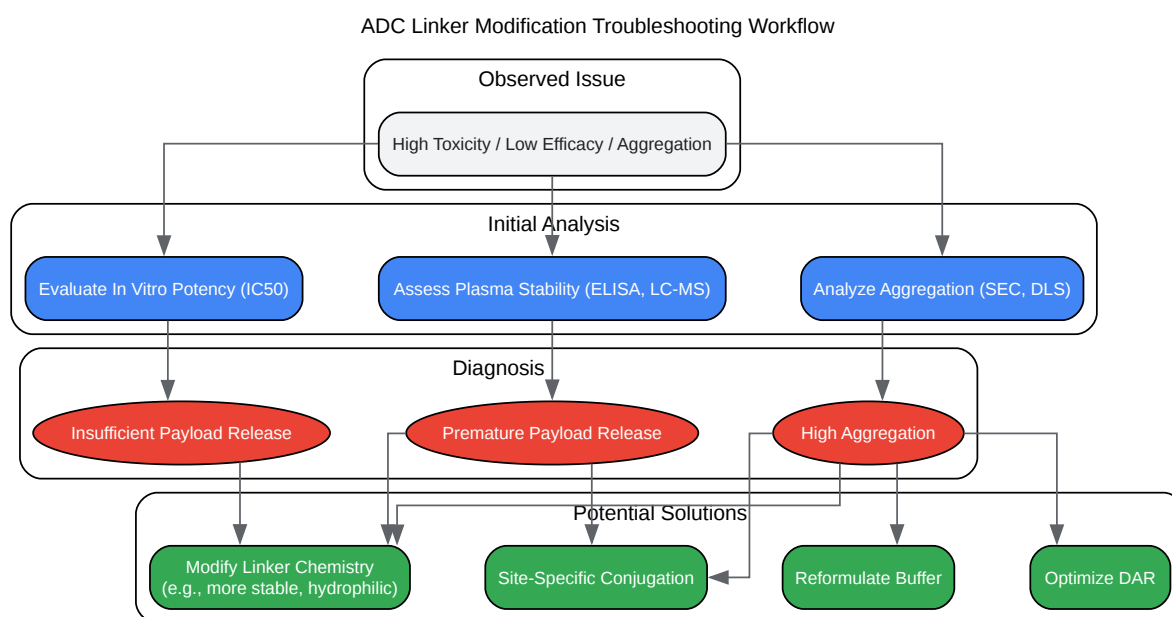 ADC Linker Modification Troubleshooting Workflow
Observed Issue
High Toxicity / Low Efficacy / Aggregation
Initial Analysis
Evaluate In Vitro Potency (IC50)
Assess Plasma Stability (ELISA, LC-MS)
Analyze Aggregation (SEC, DLS)
Diagnosis
Insufficient Payload Release
Premature Payload Release
High Aggregation
Potential Solutions
Modify Linker Chemistry
(e.g., more stable, hydrophilic)
Site-Specific Conjugation
Reformulate Buffer
Optimize DAR